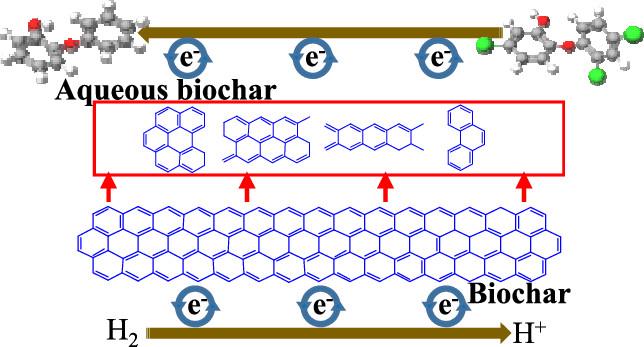 e- e- e-
Aqueous biochar
e- e- e- Biochar
H2 H+